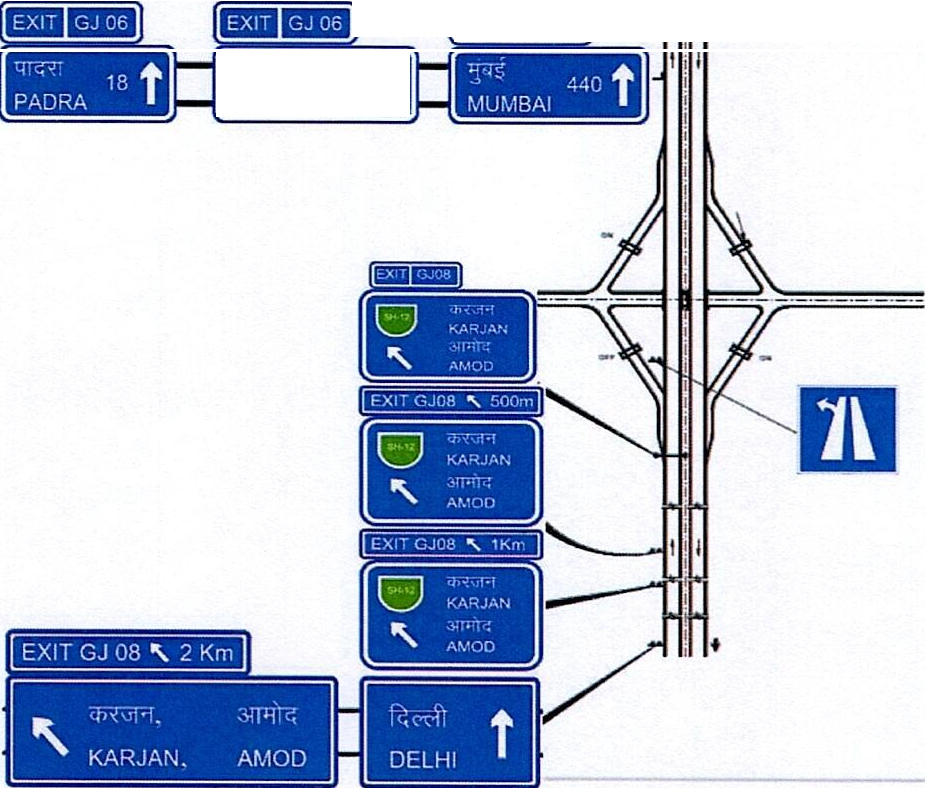 EXIT GJ 06
EXIT GJ 06
पादरा 18
PADRA
मुंबई 440
MUMBAI
ON
EXIT GJ08
SH-12
करजन
KARJAN
आमोद
AMOD
OFF
ON
EXIT GJ08 500m
SH-12
करजन
KARJAN
आमोद
AMOD
EXIT GJ08 1Km
SH-12
करजन
KARJAN
आमोद
AMOD
EXIT GJ 08 2 Km
करजन, आमोद
KARJAN, AMOD
दिल्ली
DELHI